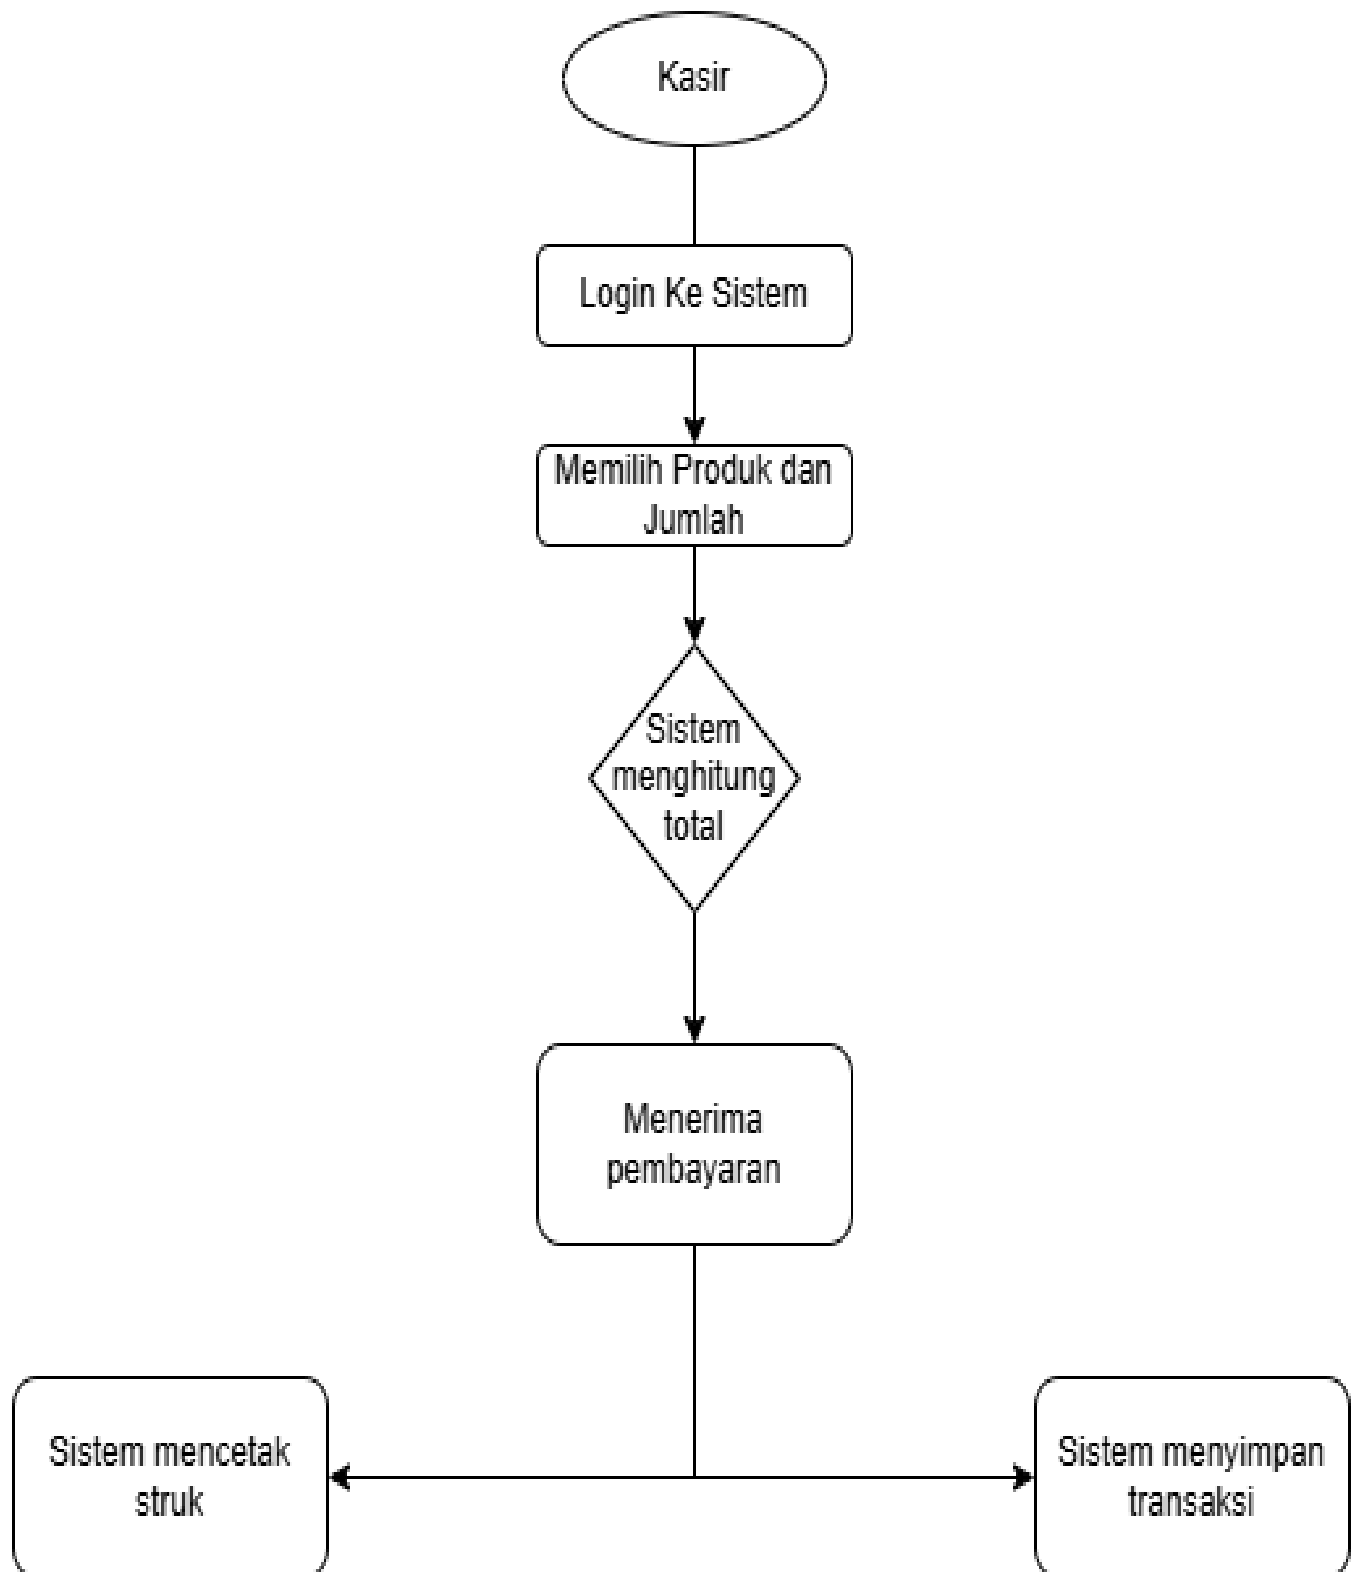 Kasir
Login Ke Sistem
Memilih Produk dan
Jumlah
Sistem
menghitung
total
Menerima
pembayaran
Sistem mencetak
struk
Sistem menyimpan
transaksi